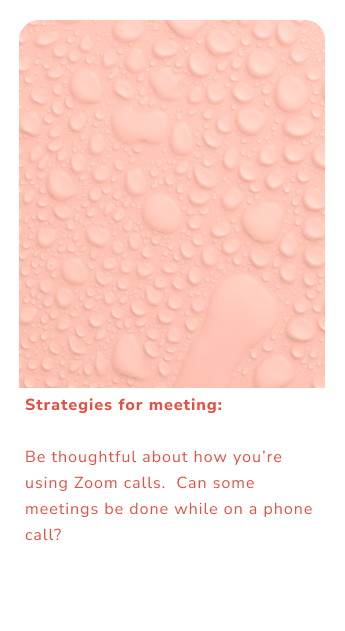 Strategies for meeting:
Be thoughtful about how you’re
using Zoom calls.  Can some
meetings be done while on a phone
call?